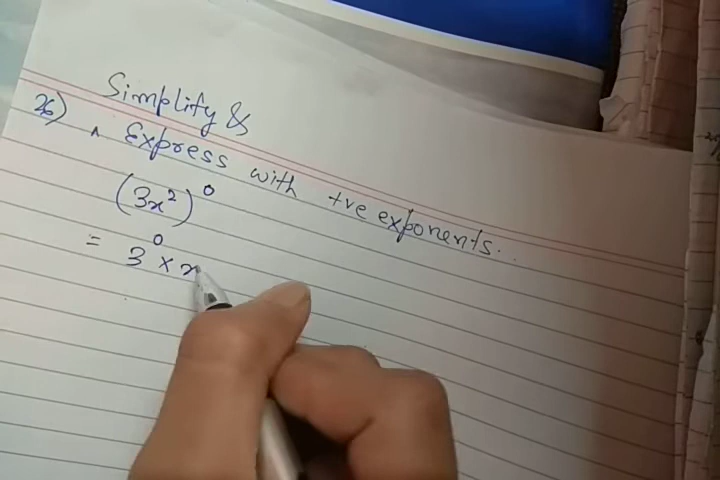 Simplify &
26) ^ Express with +ve exponents..
(3x²)⁰
= 3⁰ × x